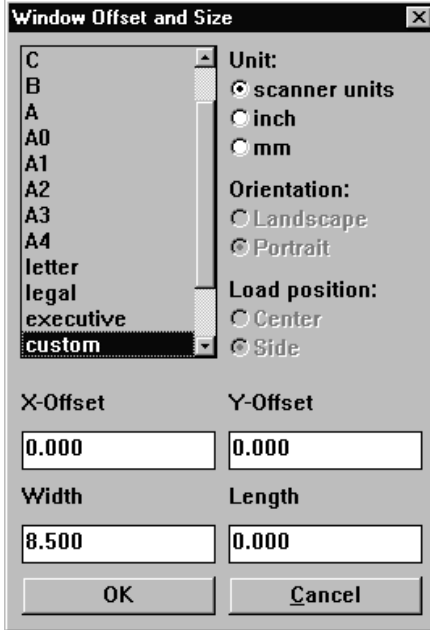 Window Offset and Size
C
B
A
A0
A1
A2
A3
A4
letter
legal
executive
custom
Unit:
scanner units
inch
mm
Orientation:
Landscape
Portrait
Load position:
Center
Side
X-Offset Y-Offset
0.000 0.000
Width Length
8.500 0.000
OK Cancel